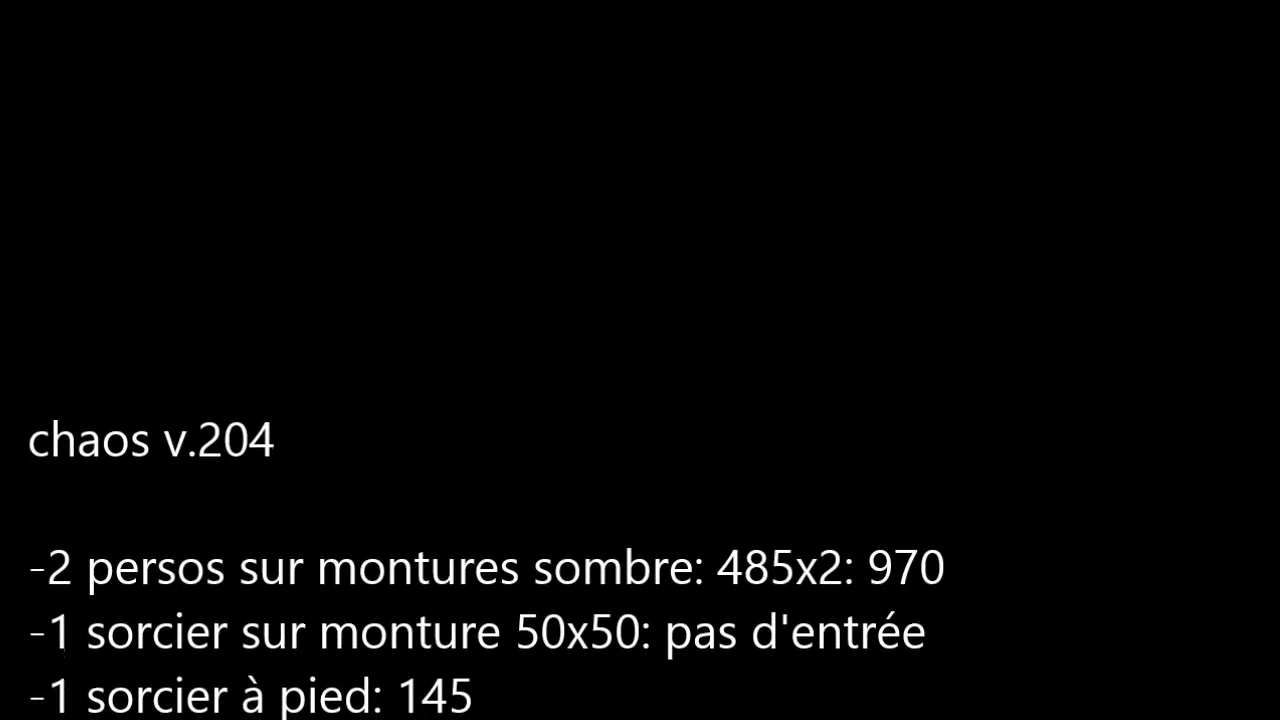 chaos v.204
-2 persos sur montures sombre: 485x2: 970
-1 sorcier sur monture 50x50: pas d'entrée
-1 sorcier à pied: 145